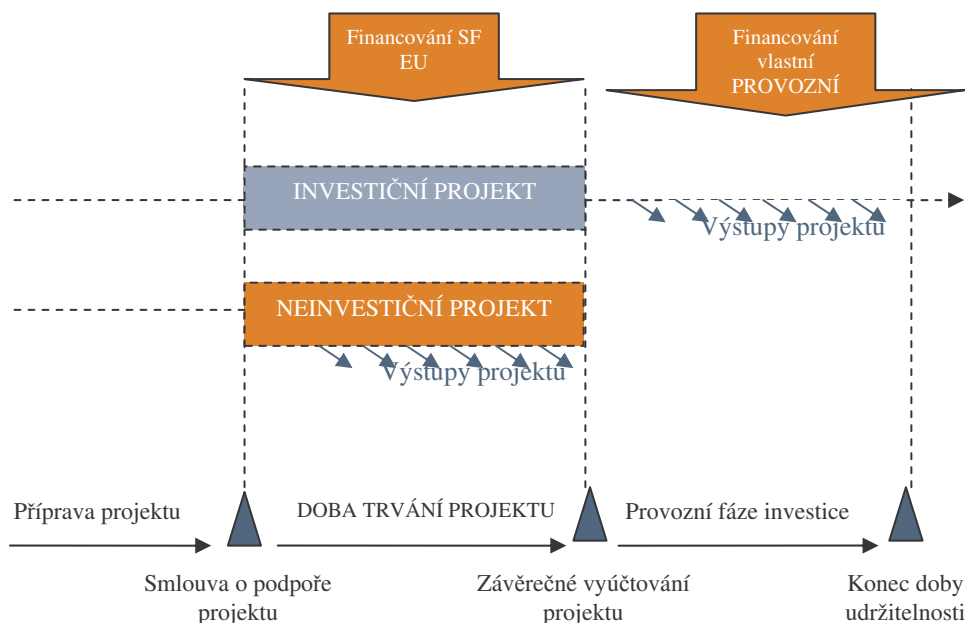 Financování SF
EU
Financování
vlastní
PROVOZNÍ
INVESTIČNÍ PROJEKT
Výstupy projektu
NEINVESTIČNÍ PROJEKT
Výstupy projektu
Příprava projektu
DOBA TRVÁNÍ PROJEKTU
Provozní fáze investice
Smlouva o podpoře
projektu
Závěrečné vyúčtování
projektu
Konec doby
udržitelnosti